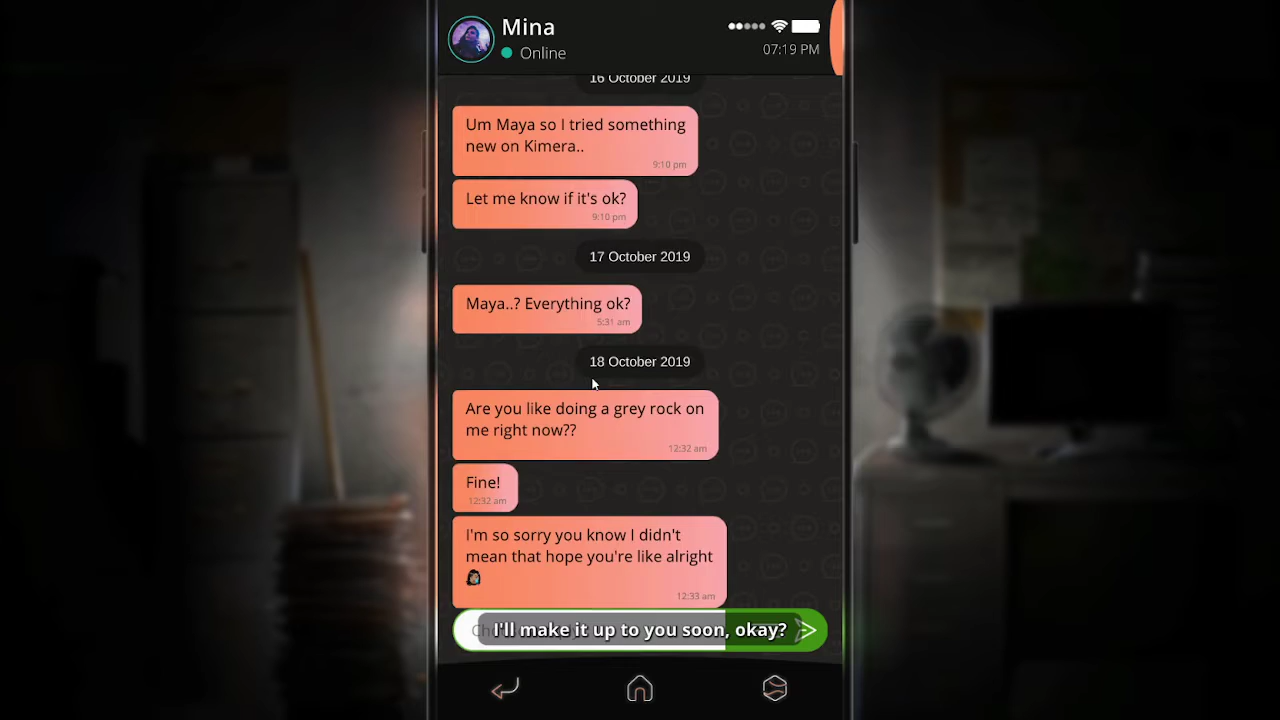 Mina
Online
07:19 PM
16 October 2019
Um Maya so I tried something
new on Kimera..
9:10 pm
Let me know if it's ok?
9:10 pm
17 October 2019
Maya..? Everything ok?
5:31 am
18 October 2019
Are you like doing a grey rock on
me right now??
12:32 am
Fine!
12:32 am
I'm so sorry you know I didn't
mean that hope you're like alright
12:33 am
I'll make it up to you soon, okay?